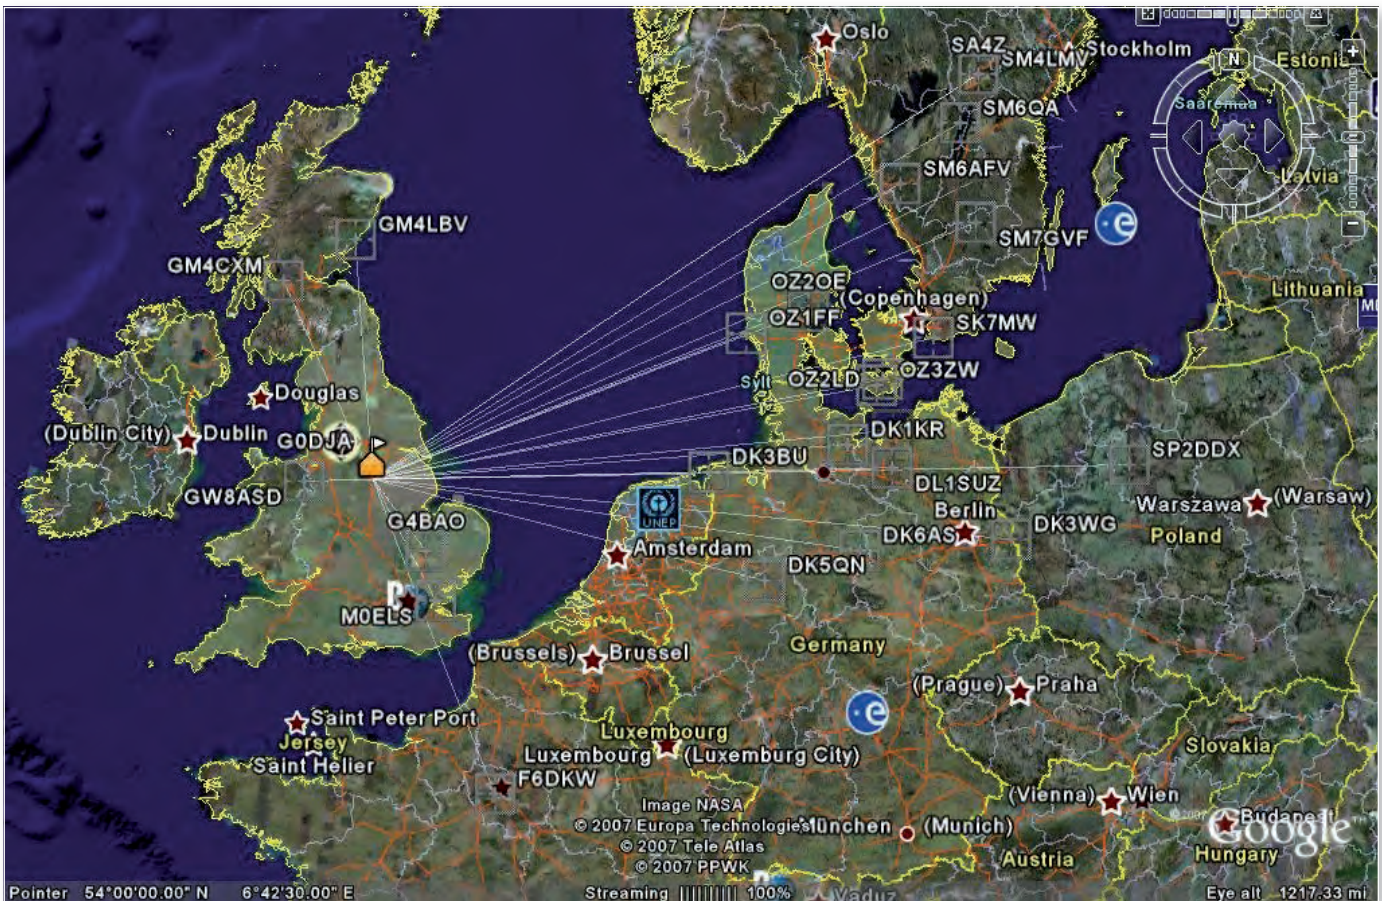 Oslo
SA4Z
SM4LMV
Stockholm
N
Estonia
SM6QA
Saaremaa
SM6AFV
Latvia
GM4LBV
SM7GVF
GM4CXM
OZ2OE
(Copenhagen)
Lithuania
OZ1FF
SK7MW
Sylt
OZ2LD
OZ3ZW
Douglas
(Dublin City)
Dublin
G0DJA
DK1KR
DK3BU
SP2DDX
GW8ASD
DL1SUZ
Warszawa
(Warsaw)
G4BAO
UNEP
Berlin
DK6AS
DK3WG
Poland
Amsterdam
DK5QN
M0ELS
Germany
(Brussels)
Brussel
(Prague)
Praha
Saint Peter Port
Jersey
Saint Helier
Luxembourg
Luxembourg
(Luxemburg City)
Slovakia
F6DKW
(Vienna)
Wien
Image NASA
© 2007 Europa Technologies
© 2007 Tele Atlas
© 2007 PPWK
München
(Munich)
Austria
©2007
Google
Budapest
Hungary
Vaduz
Pointer 54°00'00.00" N 6°42'30.00" E
Streaming |||||||||| 100%
Eye alt 1217.33 mi